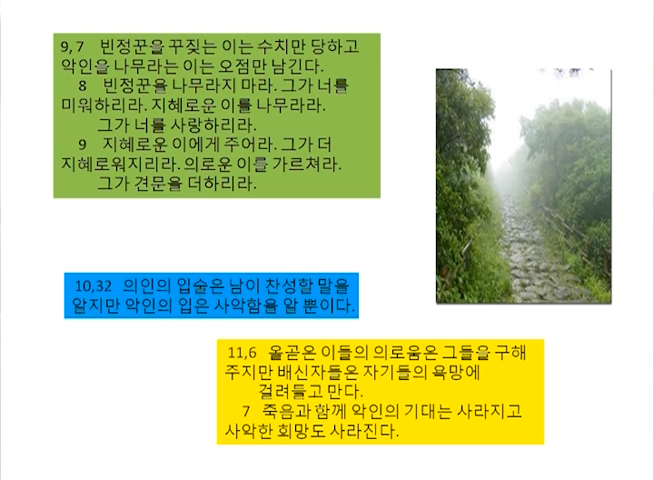 9,7 빈정꾼을 꾸짖는 이는 수치만 당하고
악인을 나무라는 이는 오점만 남긴다.
8 빈정꾼을 나무라지 마라. 그가 너를
미워하리라. 지혜로운 이를 나무라라.
그가 너를 사랑하리라.
9 지혜로운 이에게 주어라. 그가 더
지혜로워지리라. 의로운 이를 가르쳐라.
그가 견문을 더하리라.
10,32 의인의 입술은 남이 찬성할 말을
알지만 악인의 입은 사악함을 알 뿐이다.
11,6 올곧은 이들의 의로움은 그들을 구해
주지만 배신자들은 자기들의 욕망에
걸려들고 만다.
7 죽음과 함께 악인의 기대는 사라지고
사악한 희망도 사라진다.